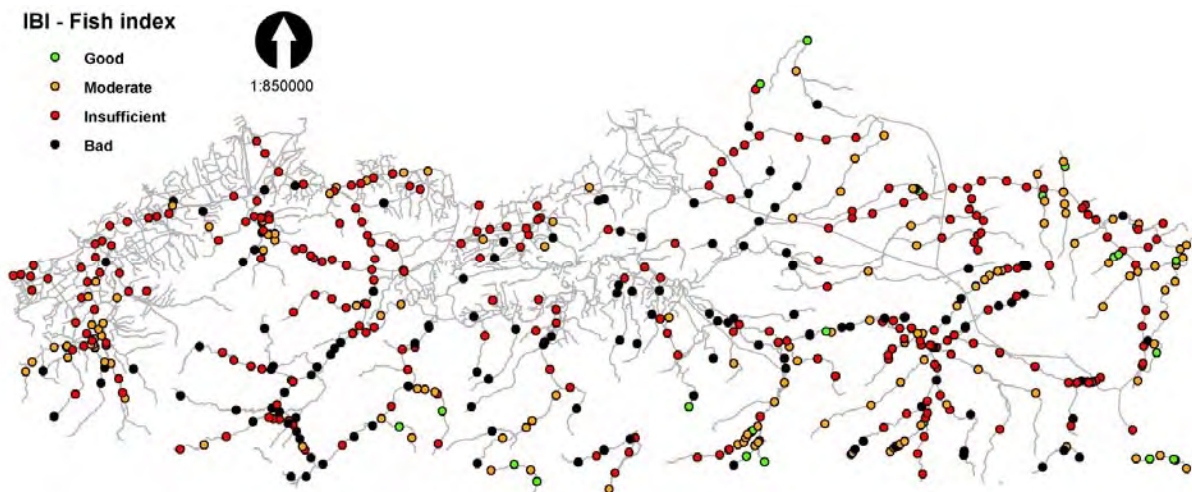 IBI - Fish index
Good
Moderate
Insufficient
Bad
1:850000